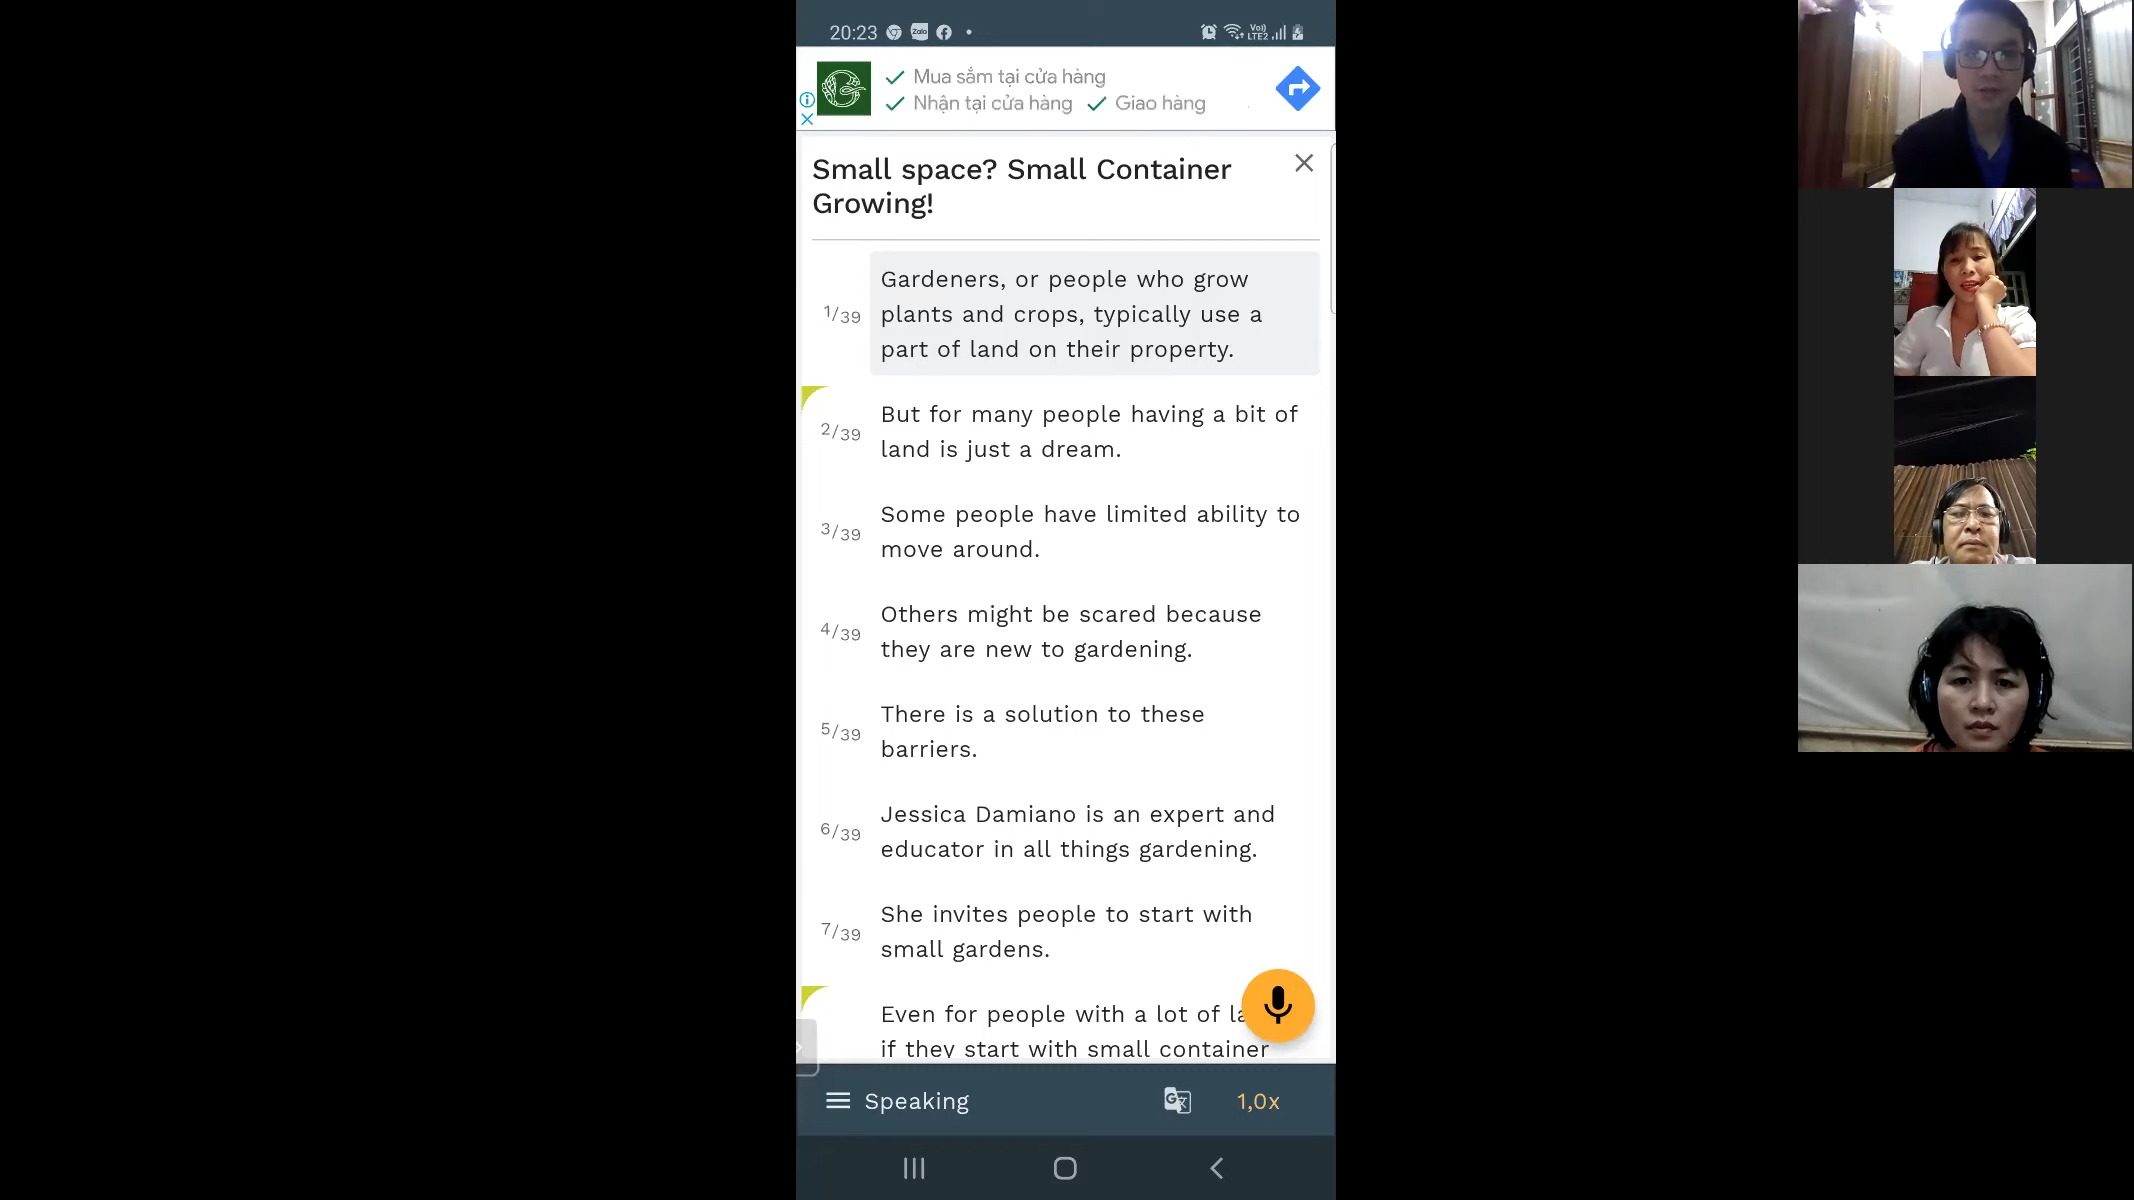 20:23
Zalo
Vo))
LTE2
Mua sắm tại cửa hàng
Nhận tại cửa hàng Giao hàng
Small space? Small Container
Growing!
1/39
Gardeners, or people who grow
plants and crops, typically use a
part of land on their property.
2/39
But for many people having a bit of
land is just a dream.
3/39
Some people have limited ability to
move around.
4/39
Others might be scared because
they are new to gardening.
5/39
There is a solution to these
barriers.
6/39
Jessica Damiano is an expert and
educator in all things gardening.
7/39
She invites people to start with
small gardens.
Even for people with a lot of
if they start with small container
Speaking
1,0x